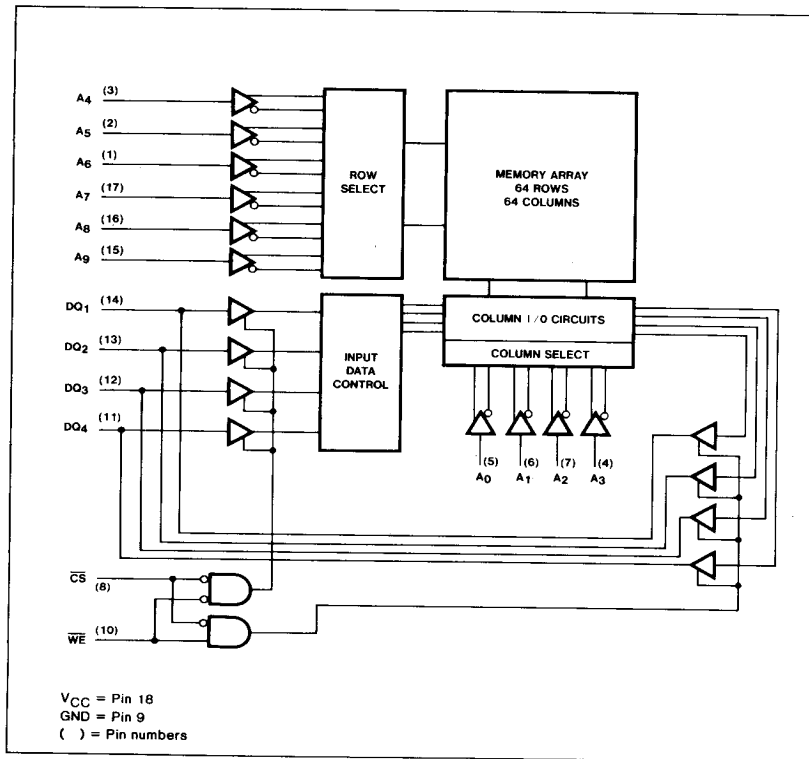 A4 (3)
A5 (2)
A6 (1)
A7 (17)
A8 (16)
A9 (15)
ROW
SELECT
MEMORY ARRAY
64 ROWS
64 COLUMNS
DQ1 (14)
DQ2 (13)
DQ3 (12)
DQ4 (11)
INPUT
DATA
CONTROL
COLUMN I/O CIRCUITS
COLUMN SELECT
(5) (6) (7) (4)
A0 A1 A2 A3
C̅S̅ (8)
W̅E̅ (10)
VCC = Pin 18
GND = Pin 9
( ) = Pin numbers